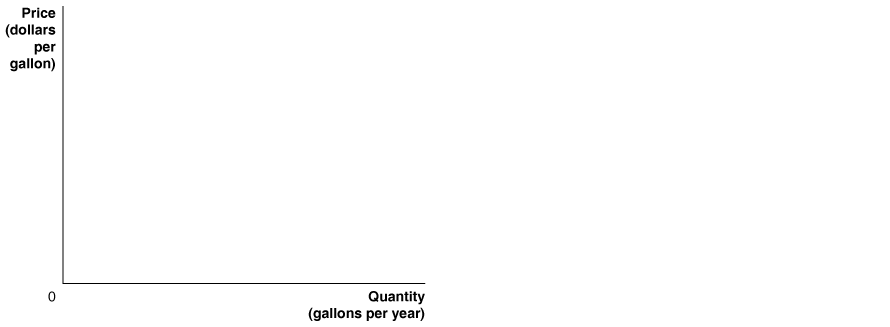 Price
(dollars
per
gallon)
0
Quantity
(gallons per year)